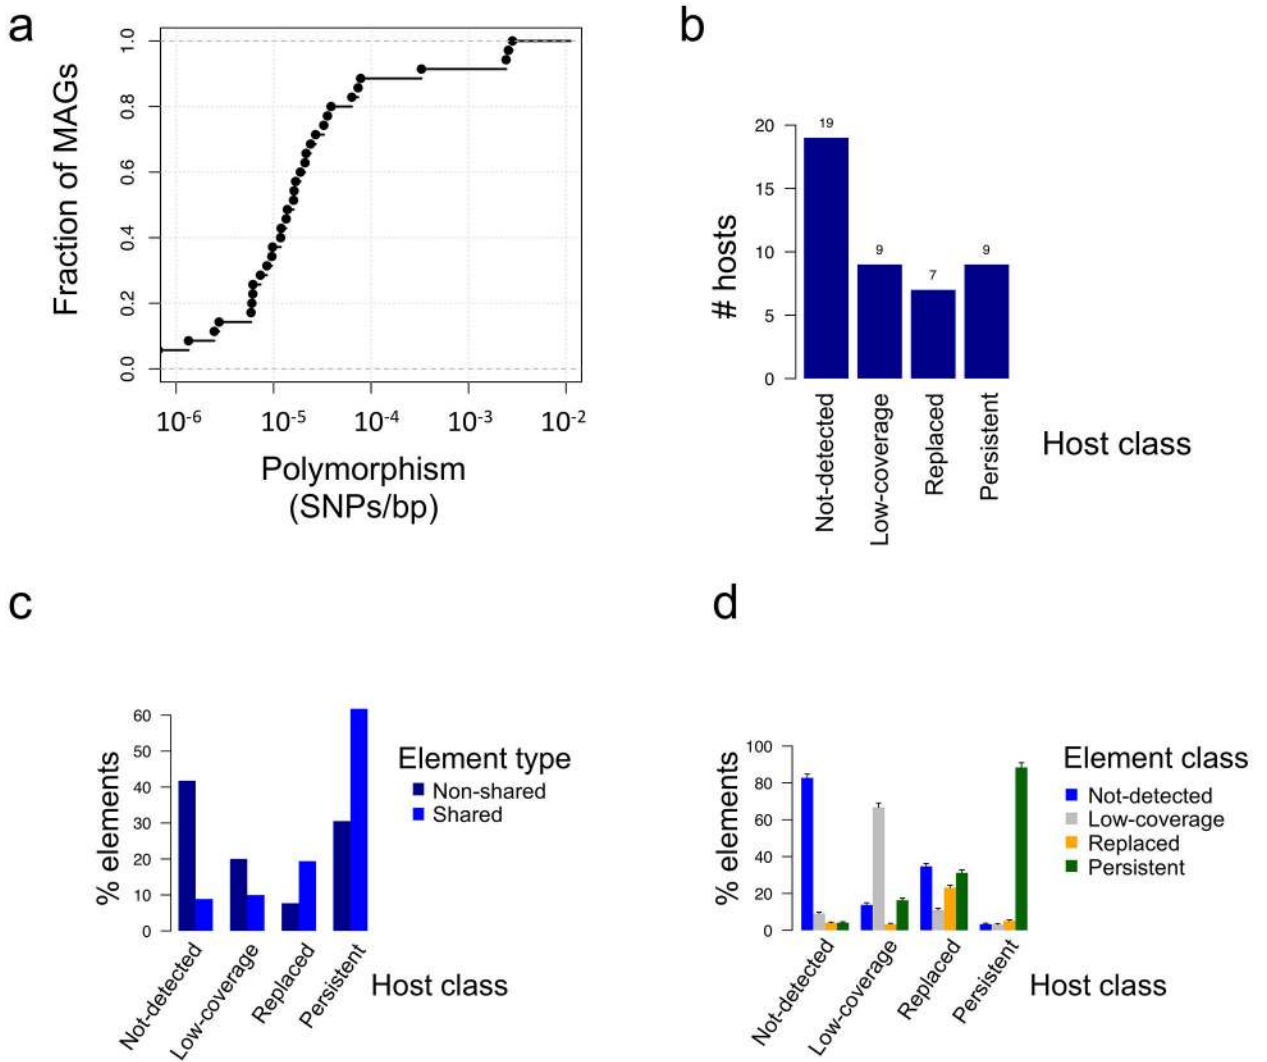 a
Fraction of MAGs
1.0
0.8
0.6
0.4
0.2
0.0
10-6
10-5
10-4
10-3
10-2
Polymorphism
(SNPs/bp)
b
# hosts
20
15
10
5
0
19
9
7
9
Not-detected
Low-coverage
Replaced
Persistent
Host class
c
% elements
60
50
40
30
20
10
0
Element type
Non-shared
Shared
Not-detected
Low-coverage
Replaced
Persistent
Host class
d
% elements
100
80
60
40
20
0
Element class
Not-detected
Low-coverage
Replaced
Persistent
Not-detected
Low-coverage
Replaced
Persistent
Host class